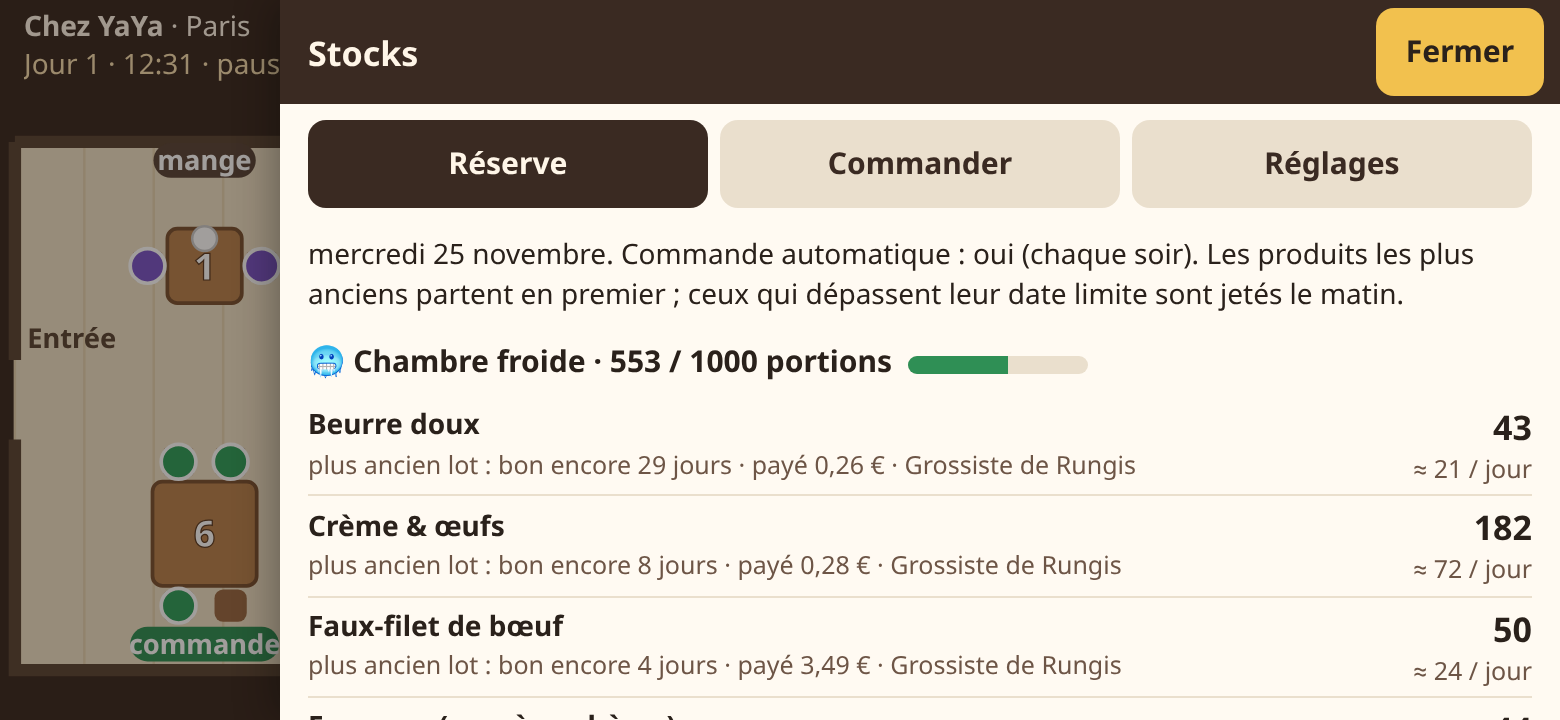 Chez YaYa · Paris
Jour 1 · 12:31 · paus
mange
1
Entrée
6
commande
Stocks
Fermer
Réserve
Commander
Réglages
mercredi 25 novembre. Commande automatique : oui (chaque soir). Les produits les plus
anciens partent en premier ; ceux qui dépassent leur date limite sont jetés le matin.
🥶 Chambre froide · 553 / 1000 portions
Beurre doux
43
plus ancien lot : bon encore 29 jours · payé 0,26 € · Grossiste de Rungis
≈ 21 / jour
Crème & œufs
182
plus ancien lot : bon encore 8 jours · payé 0,28 € · Grossiste de Rungis
≈ 72 / jour
Faux-filet de bœuf
50
plus ancien lot : bon encore 4 jours · payé 3,49 € · Grossiste de Rungis
≈ 24 / jour